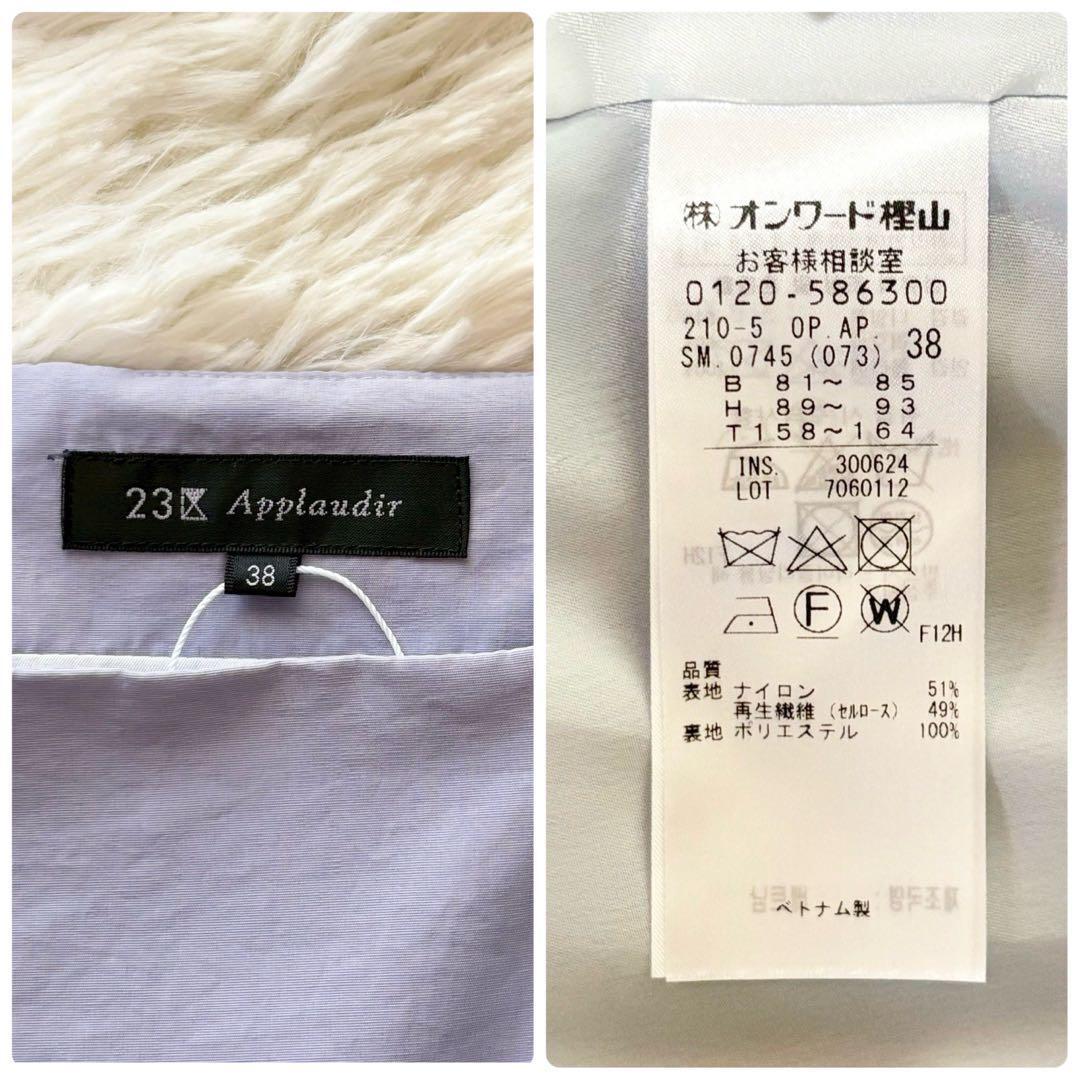 23区 Applaudir
38
㈱オンワード樫山
お客様相談室
0120-586300
210-5 OP.AP.
SM.0745 (073) 38
B 81~ 85
H 89~ 93
T 158~164
INS. 300624
LOT 7060112
F
W
F12H
品質
表地 ナイロン 51%
再生繊維 (セルロース) 49%
裏地 ポリエステル 100%
ベトナム製